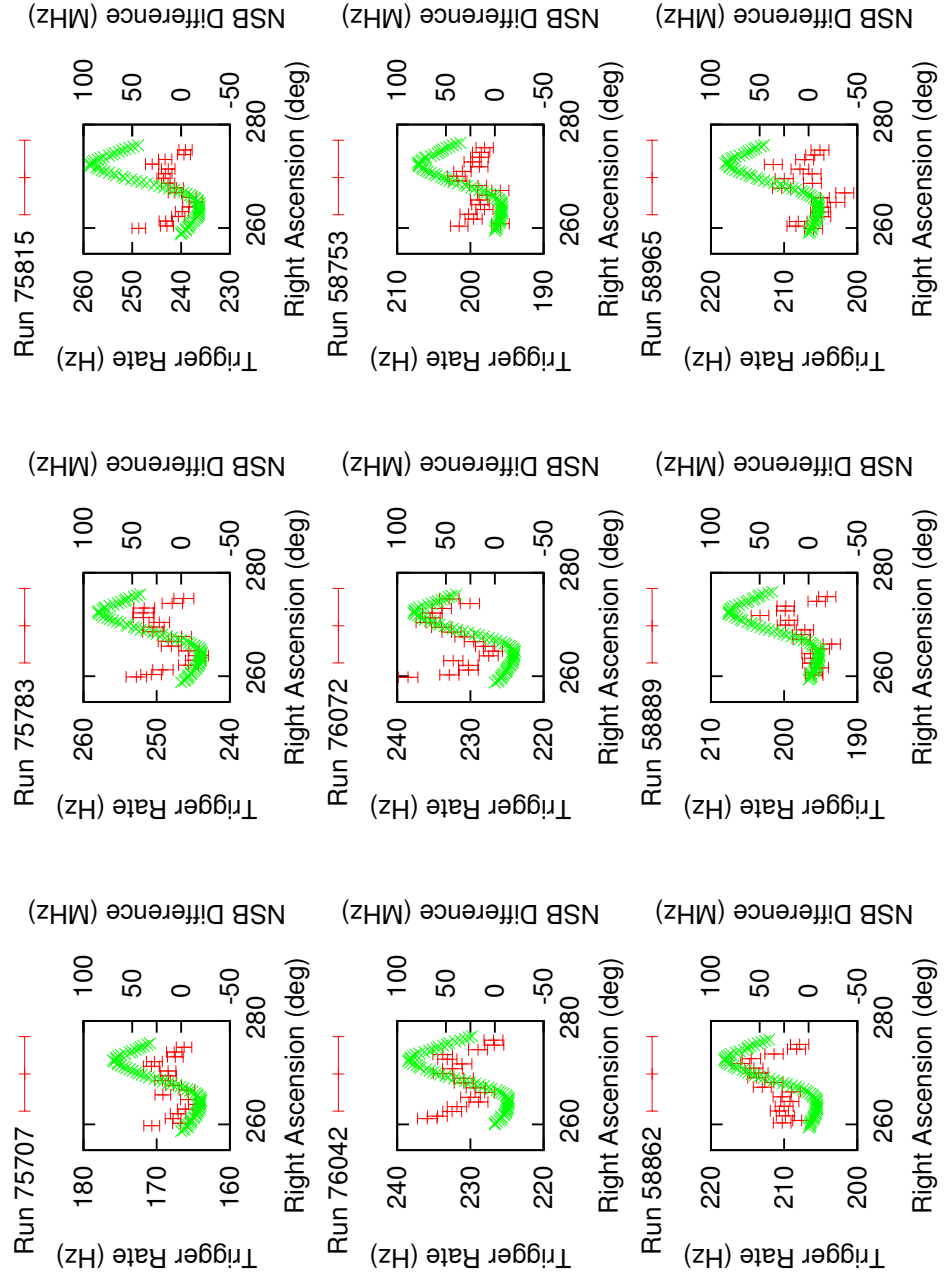 Run 75707
Trigger Rate (Hz)
180
170
160
260
280
Right Ascension (deg)
100
50
0
-50
NSB Difference (MHz)
Run 75783
Trigger Rate (Hz)
260
250
240
260
280
Right Ascension (deg)
100
50
0
-50
NSB Difference (MHz)
Run 75815
Trigger Rate (Hz)
260
250
240
230
260
280
Right Ascension (deg)
100
50
0
-50
NSB Difference (MHz)
Run 76042
Trigger Rate (Hz)
240
230
220
260
280
Right Ascension (deg)
100
50
0
-50
NSB Difference (MHz)
Run 76072
Trigger Rate (Hz)
240
230
220
260
280
Right Ascension (deg)
100
50
0
-50
NSB Difference (MHz)
Run 58753
Trigger Rate (Hz)
210
200
190
260
280
Right Ascension (deg)
100
50
0
-50
NSB Difference (MHz)
Run 58862
Trigger Rate (Hz)
220
210
200
260
280
Right Ascension (deg)
100
50
0
-50
NSB Difference (MHz)
Run 58889
Trigger Rate (Hz)
210
200
190
260
280
Right Ascension (deg)
100
50
0
-50
NSB Difference (MHz)
Run 58965
Trigger Rate (Hz)
220
210
200
260
280
Right Ascension (deg)
100
50
0
-50
NSB Difference (MHz)